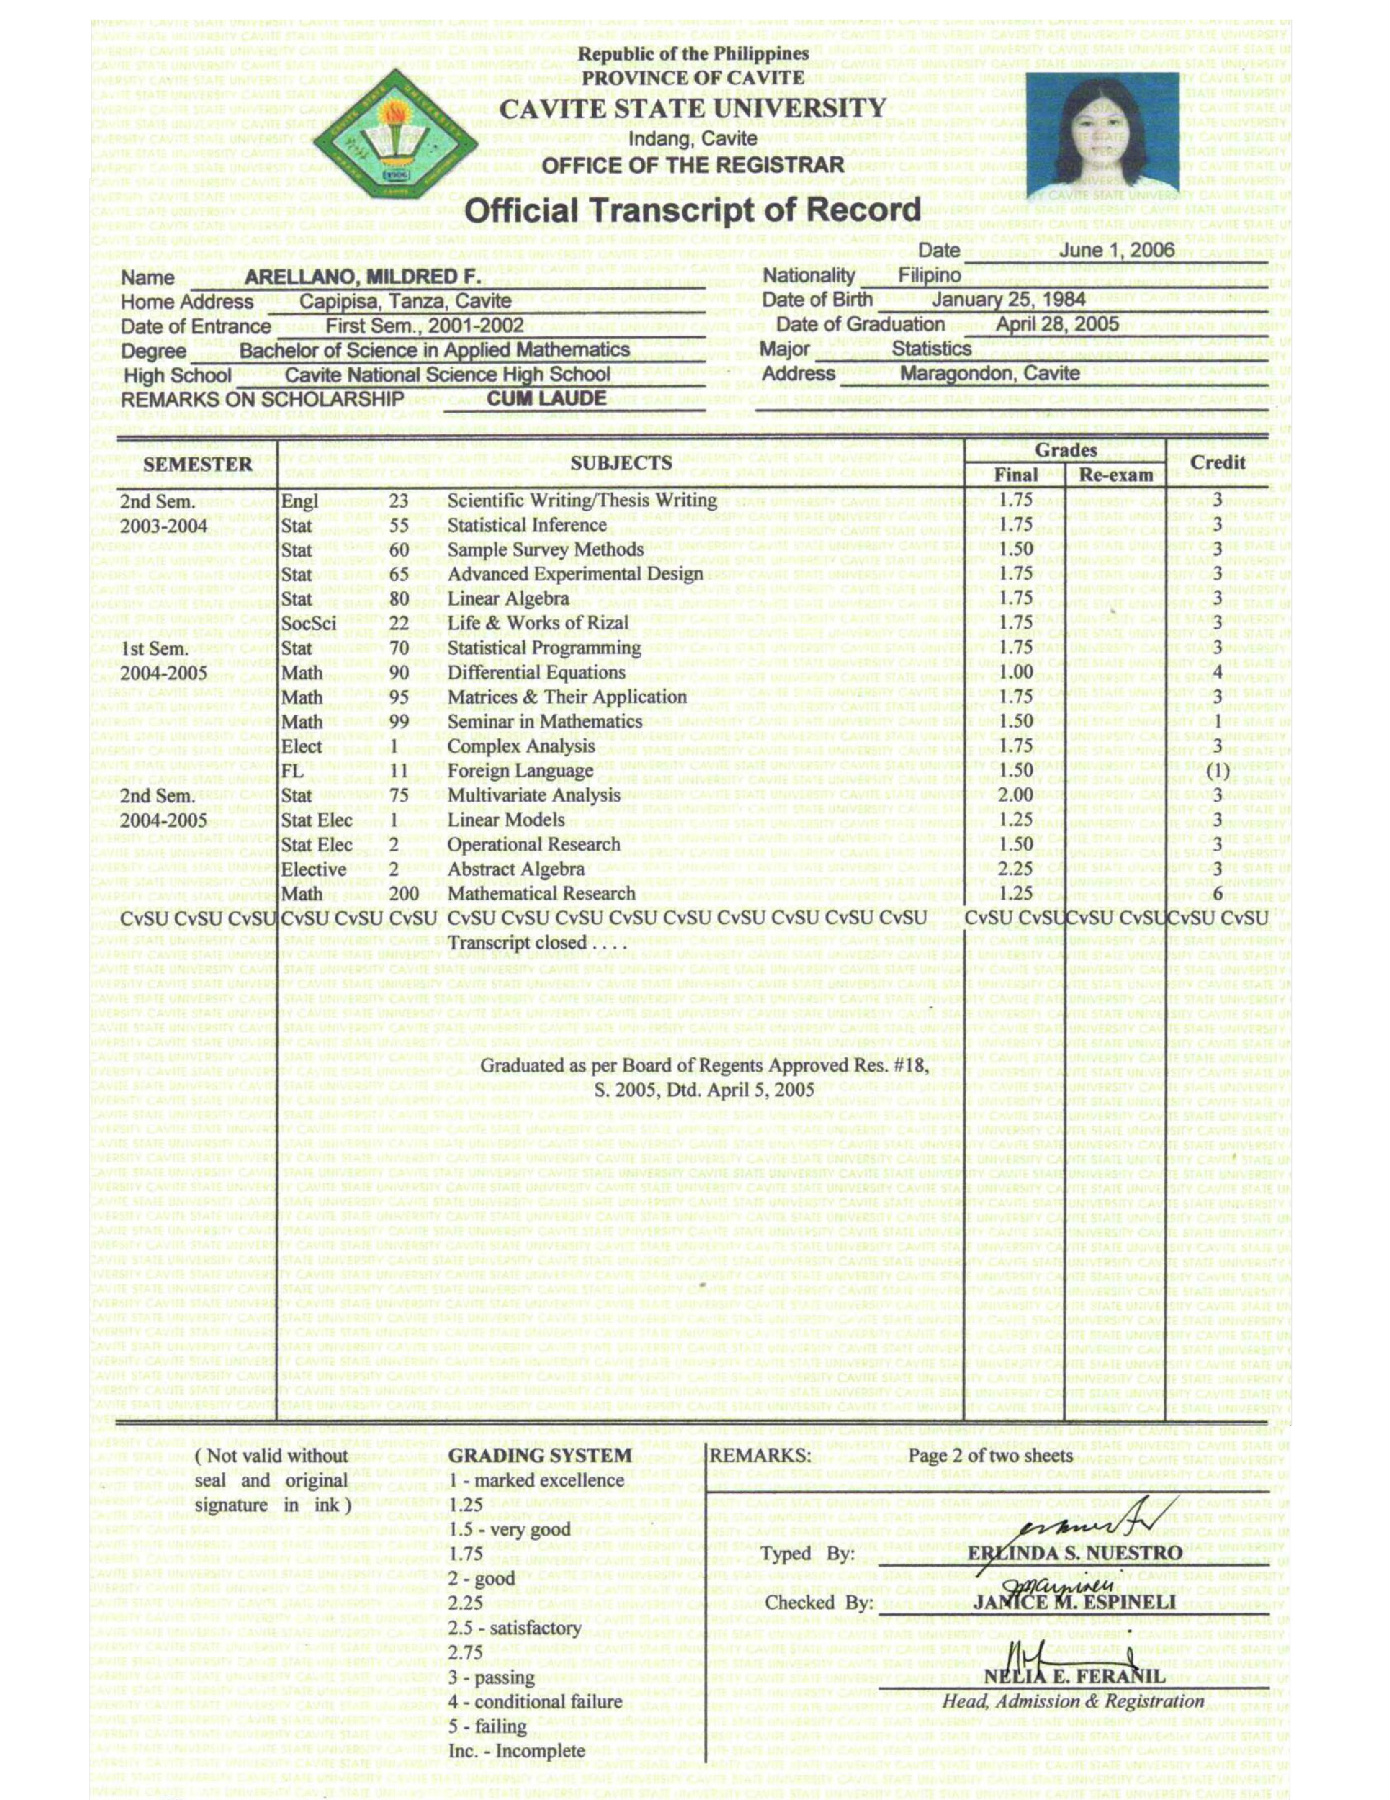 Republic of the Philippines
PROVINCE OF CAVITE
CAVITE STATE UNIVERSITY
Indang, Cavite
OFFICE OF THE REGISTRAR
Official Transcript of Record
Date June 1, 2006
Name ARELLANO, MILDRED F. Nationality Filipino
Home Address Capipisa, Tanza, Cavite Date of Birth January 25, 1984
Date of Entrance First Sem., 2001-2002 Date of Graduation April 28, 2005
Degree Bachelor of Science in Applied Mathematics Major Statistics
High School Cavite National Science High School Address Maragondon, Cavite
REMARKS ON SCHOLARSHIP CUM LAUDE
SEMESTER SUBJECTS Grades Credit
Final Re-exam
2nd Sem. Engl 23 Scientific Writing/Thesis Writing 1.75 3
2003-2004 Stat 55 Statistical Inference 1.75 3
Stat 60 Sample Survey Methods 1.50 3
Stat 65 Advanced Experimental Design 1.75 3
Stat 80 Linear Algebra 1.75 3
SocSci 22 Life & Works of Rizal 1.75 3
1st Sem. Stat 70 Statistical Programming 1.75 3
2004-2005 Math 90 Differential Equations 1.00 4
Math 95 Matrices & Their Application 1.75 3
Math 99 Seminar in Mathematics 1.50 1
Elect 1 Complex Analysis 1.75 3
FL 11 Foreign Language 1.50 (1)
2nd Sem. Stat 75 Multivariate Analysis 2.00 3
2004-2005 Stat Elec 1 Linear Models 1.25 3
Stat Elec 2 Operational Research 1.50 3
Elective 2 Abstract Algebra 2.25 3
Math 200 Mathematical Research 1.25 6
CvSU CvSU CvSU CvSU CvSU CvSU CvSU CvSU CvSU CvSU CvSU CvSU CvSU CvSU CvSU CvSU CvSU CvSU CvSU CvSU CvSU
Transcript closed . . . .
Graduated as per Board of Regents Approved Res. #18,
S. 2005, Dtd. April 5, 2005
( Not valid without
seal and original
signature in ink )
GRADING SYSTEM
1 - marked excellence
1.25
1.5 - very good
1.75
2 - good
2.25
2.5 - satisfactory
2.75
3 - passing
4 - conditional failure
5 - failing
Inc. - Incomplete
REMARKS: Page 2 of two sheets
Typed By: ERLINDA S. NUESTRO
Checked By: JANICE M. ESPINELI
NELIA E. FERANIL
Head, Admission & Registration